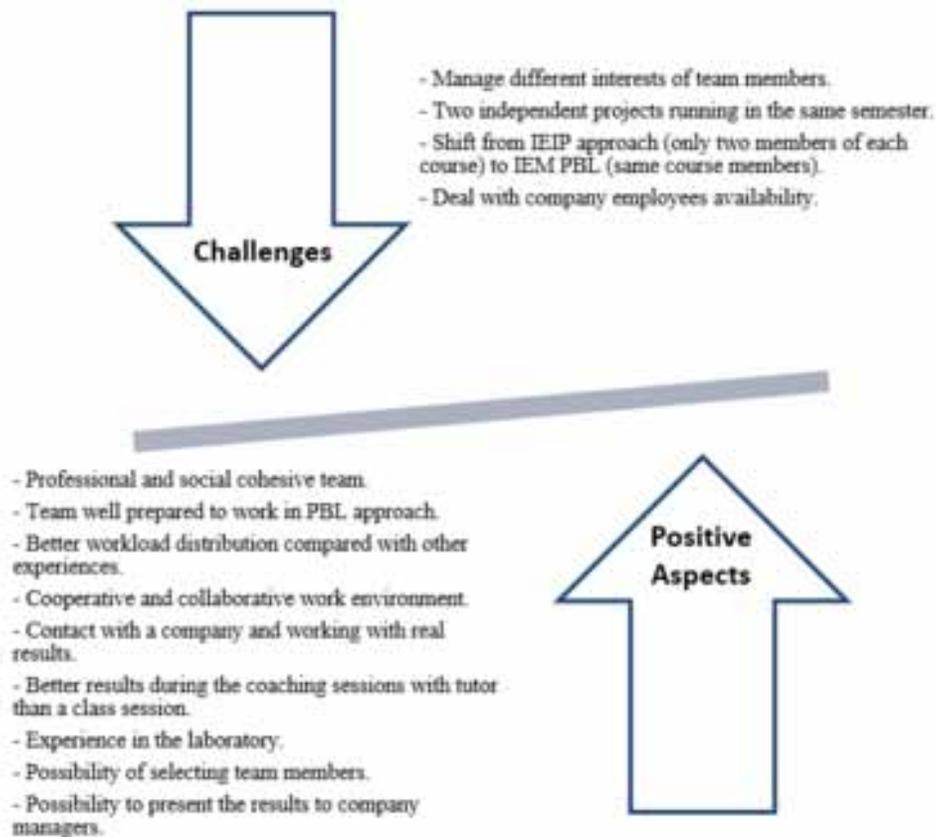 - Manage different interests of team members.
- Two independent projects running in the same semester.
- Shift from IEIP approach (only two members of each
course) to IEM PBL (same course members).
- Deal with company employees availability.
Challenges
- Professional and social cohesive team.
- Team well prepared to work in PBL approach.
- Better workload distribution compared with other
experiences.
- Cooperative and collaborative work environment.
- Contact with a company and working with real
results.
- Better results during the coaching sessions with tutor
than a class session.
- Experience in the laboratory.
- Possibility of selecting team members.
- Possibility to present the results to company
managers.
Positive
Aspects